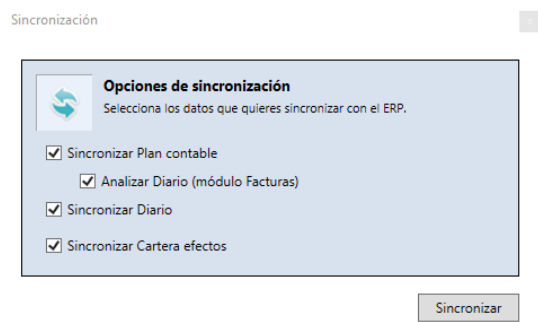 Sincronización
Opciones de sincronización
Selecciona los datos que quieres sincronizar con el ERP.
Sincronizar Plan contable
Analizar Diario (módulo Facturas)
Sincronizar Diario
Sincronizar Cartera efectos
Sincronizar